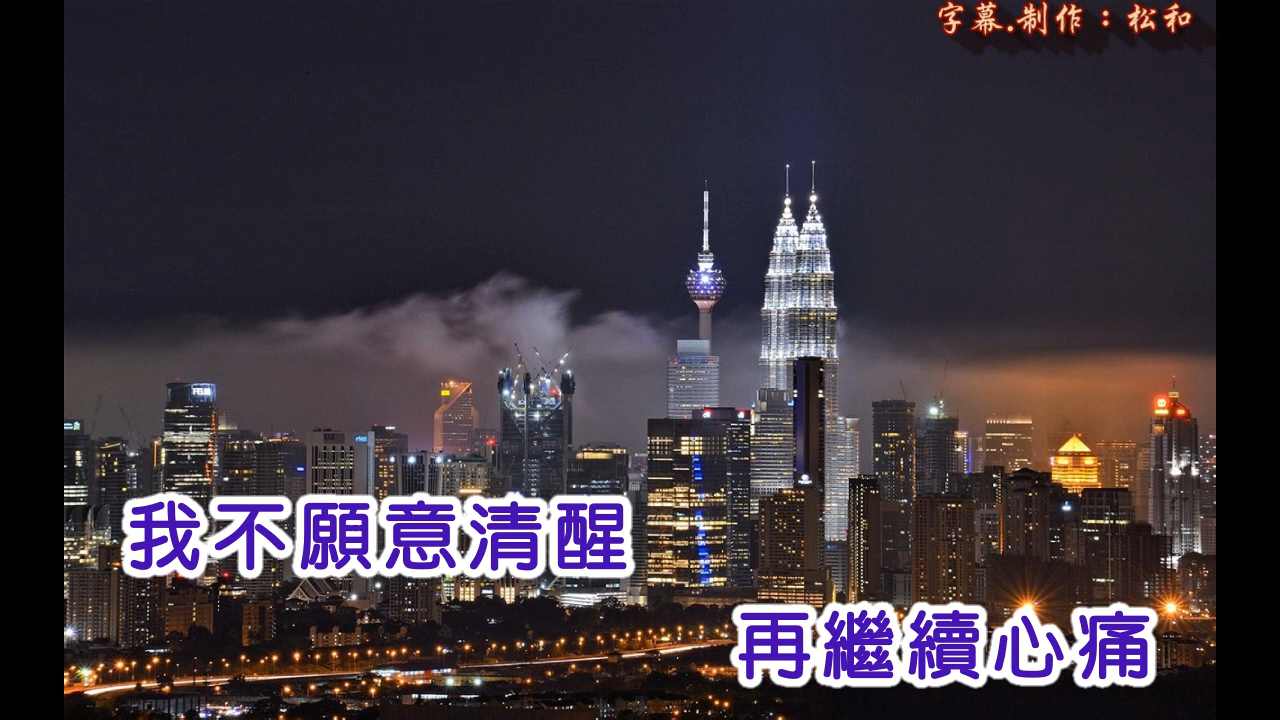 字幕.制作：松和
我不願意清醒
再繼續心痛